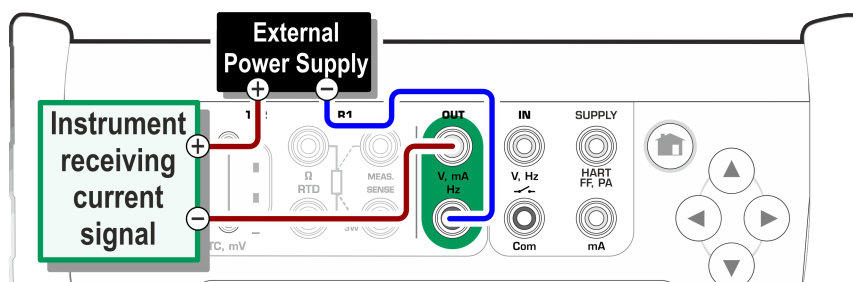 External
Power Supply
+
−
Instrument
receiving
current
signal
+
−
R1
OUT
IN
SUPPLY
Ω
RTD
MEAS.
SENSE
V, mA
Hz
V, Hz
HART
FF, PA
TC, mV
3W
Com
mA